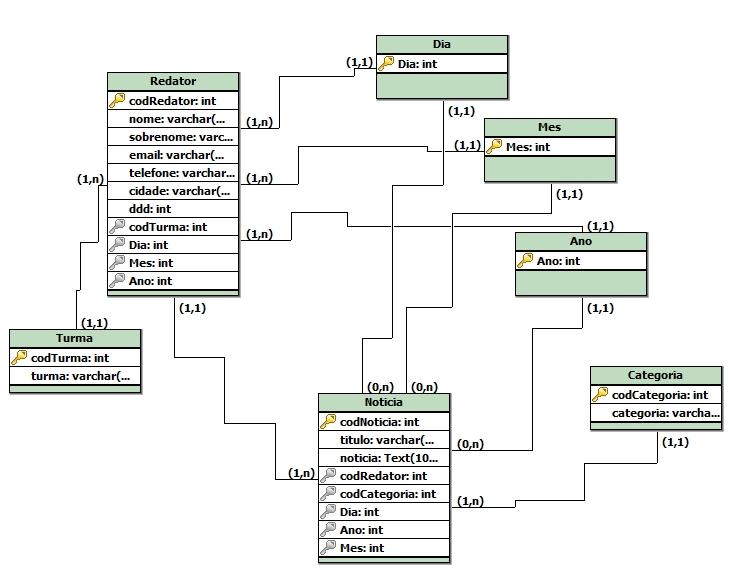 Dia
Dia: int
(1,1)
(1,1)
Redator
codRedator: int
nome: varchar(...
sobrenome: varc...
email: varchar(...
telefone: varchar...
cidade: varchar(...
ddd: int
codTurma: int
Dia: int
Mes: int
Ano: int
(1,n)
(1,n)
(1,n)
(1,n)
(1,1)
Mes
Mes: int
(1,1)
(1,1)
Ano
Ano: int
(1,1)
(1,1)
Turma
codTurma: int
turma: varchar(...
(1,1)
Categoria
codCategoria: int
categoria: varcha...
(1,1)
Noticia
codNoticia: int
titulo: varchar(...
noticia: Text(10...
codRedator: int
codCategoria: int
Dia: int
Ano: int
Mes: int
(0,n)
(0,n)
(0,n)
(1,n)
(1,n)